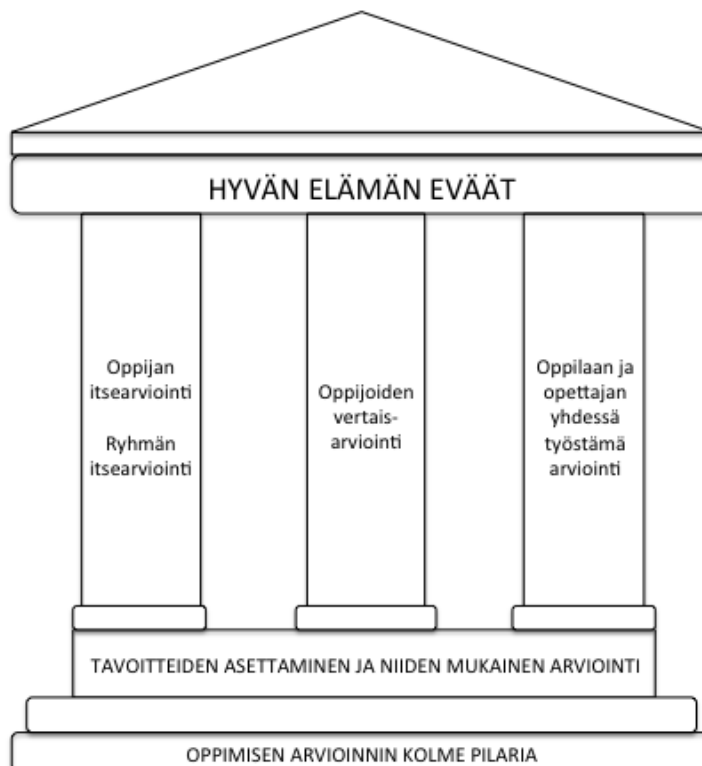 HYVÄN ELÄMÄN EVÄÄT
Oppijan
itsearviointi
Ryhmän
itsearviointi
Oppijoiden
vertais-
arviointi
Oppilaan ja
opettajan
yhdessä
työstämä
arviointi
TAVOITTEIDEN ASETTAMINEN JA NIIDEN MUKAINEN ARVIOINTI
OPPIMISEN ARVIOINNIN KOLME PILARIA